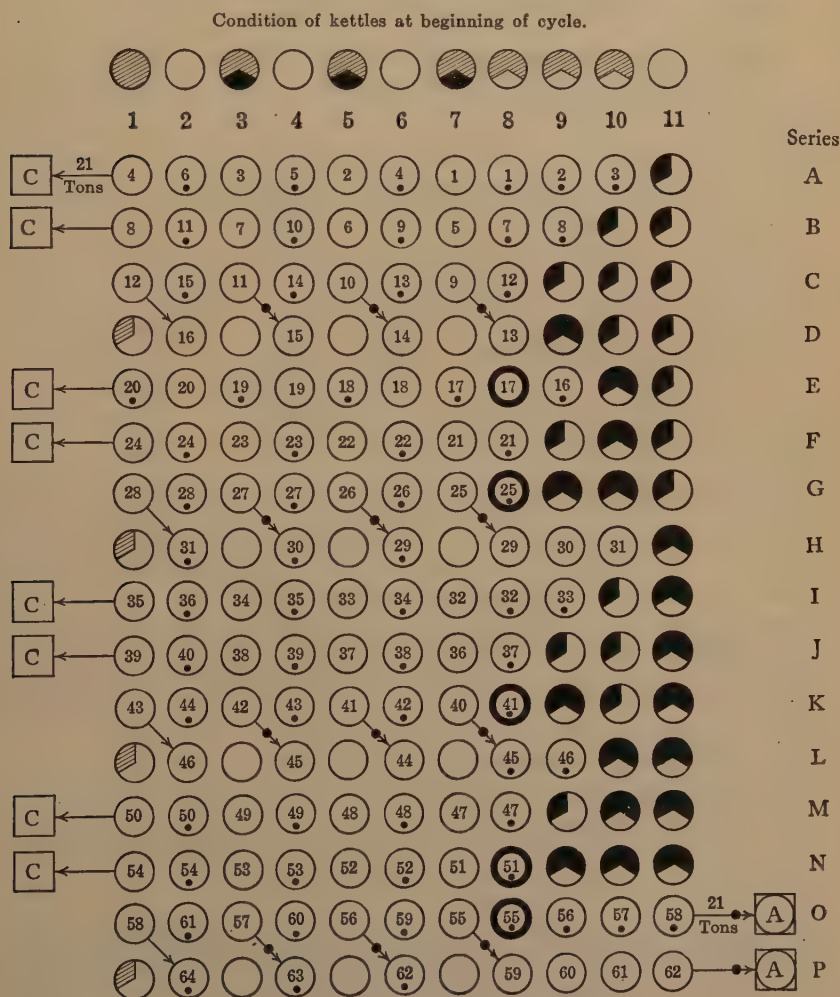 Condition of kettles at beginning of cycle.
1 2 3 4 5 6 7 8 9 10 11
Series
C 21 Tons 4 6 3 5 2 4 1 1 2 3 A
C 8 11 7 10 6 9 5 7 8 B
12 15 11 14 10 13 9 12 C
16 15 14 13 D
C 20 20 19 19 18 18 17 17 16 E
C 24 24 23 23 22 22 21 21 F
28 28 27 27 26 26 25 25 G
31 30 29 29 30 31 H
C 35 36 34 35 33 34 32 32 33 I
C 39 40 38 39 37 38 36 37 J
43 44 42 43 41 42 40 41 K
46 45 44 45 46 L
C 50 50 49 49 48 48 47 47 M
C 54 54 53 53 52 52 51 51 N
58 61 57 60 56 59 55 55 56 57 58 21 Tons A O
64 63 62 59 60 61 62 A P